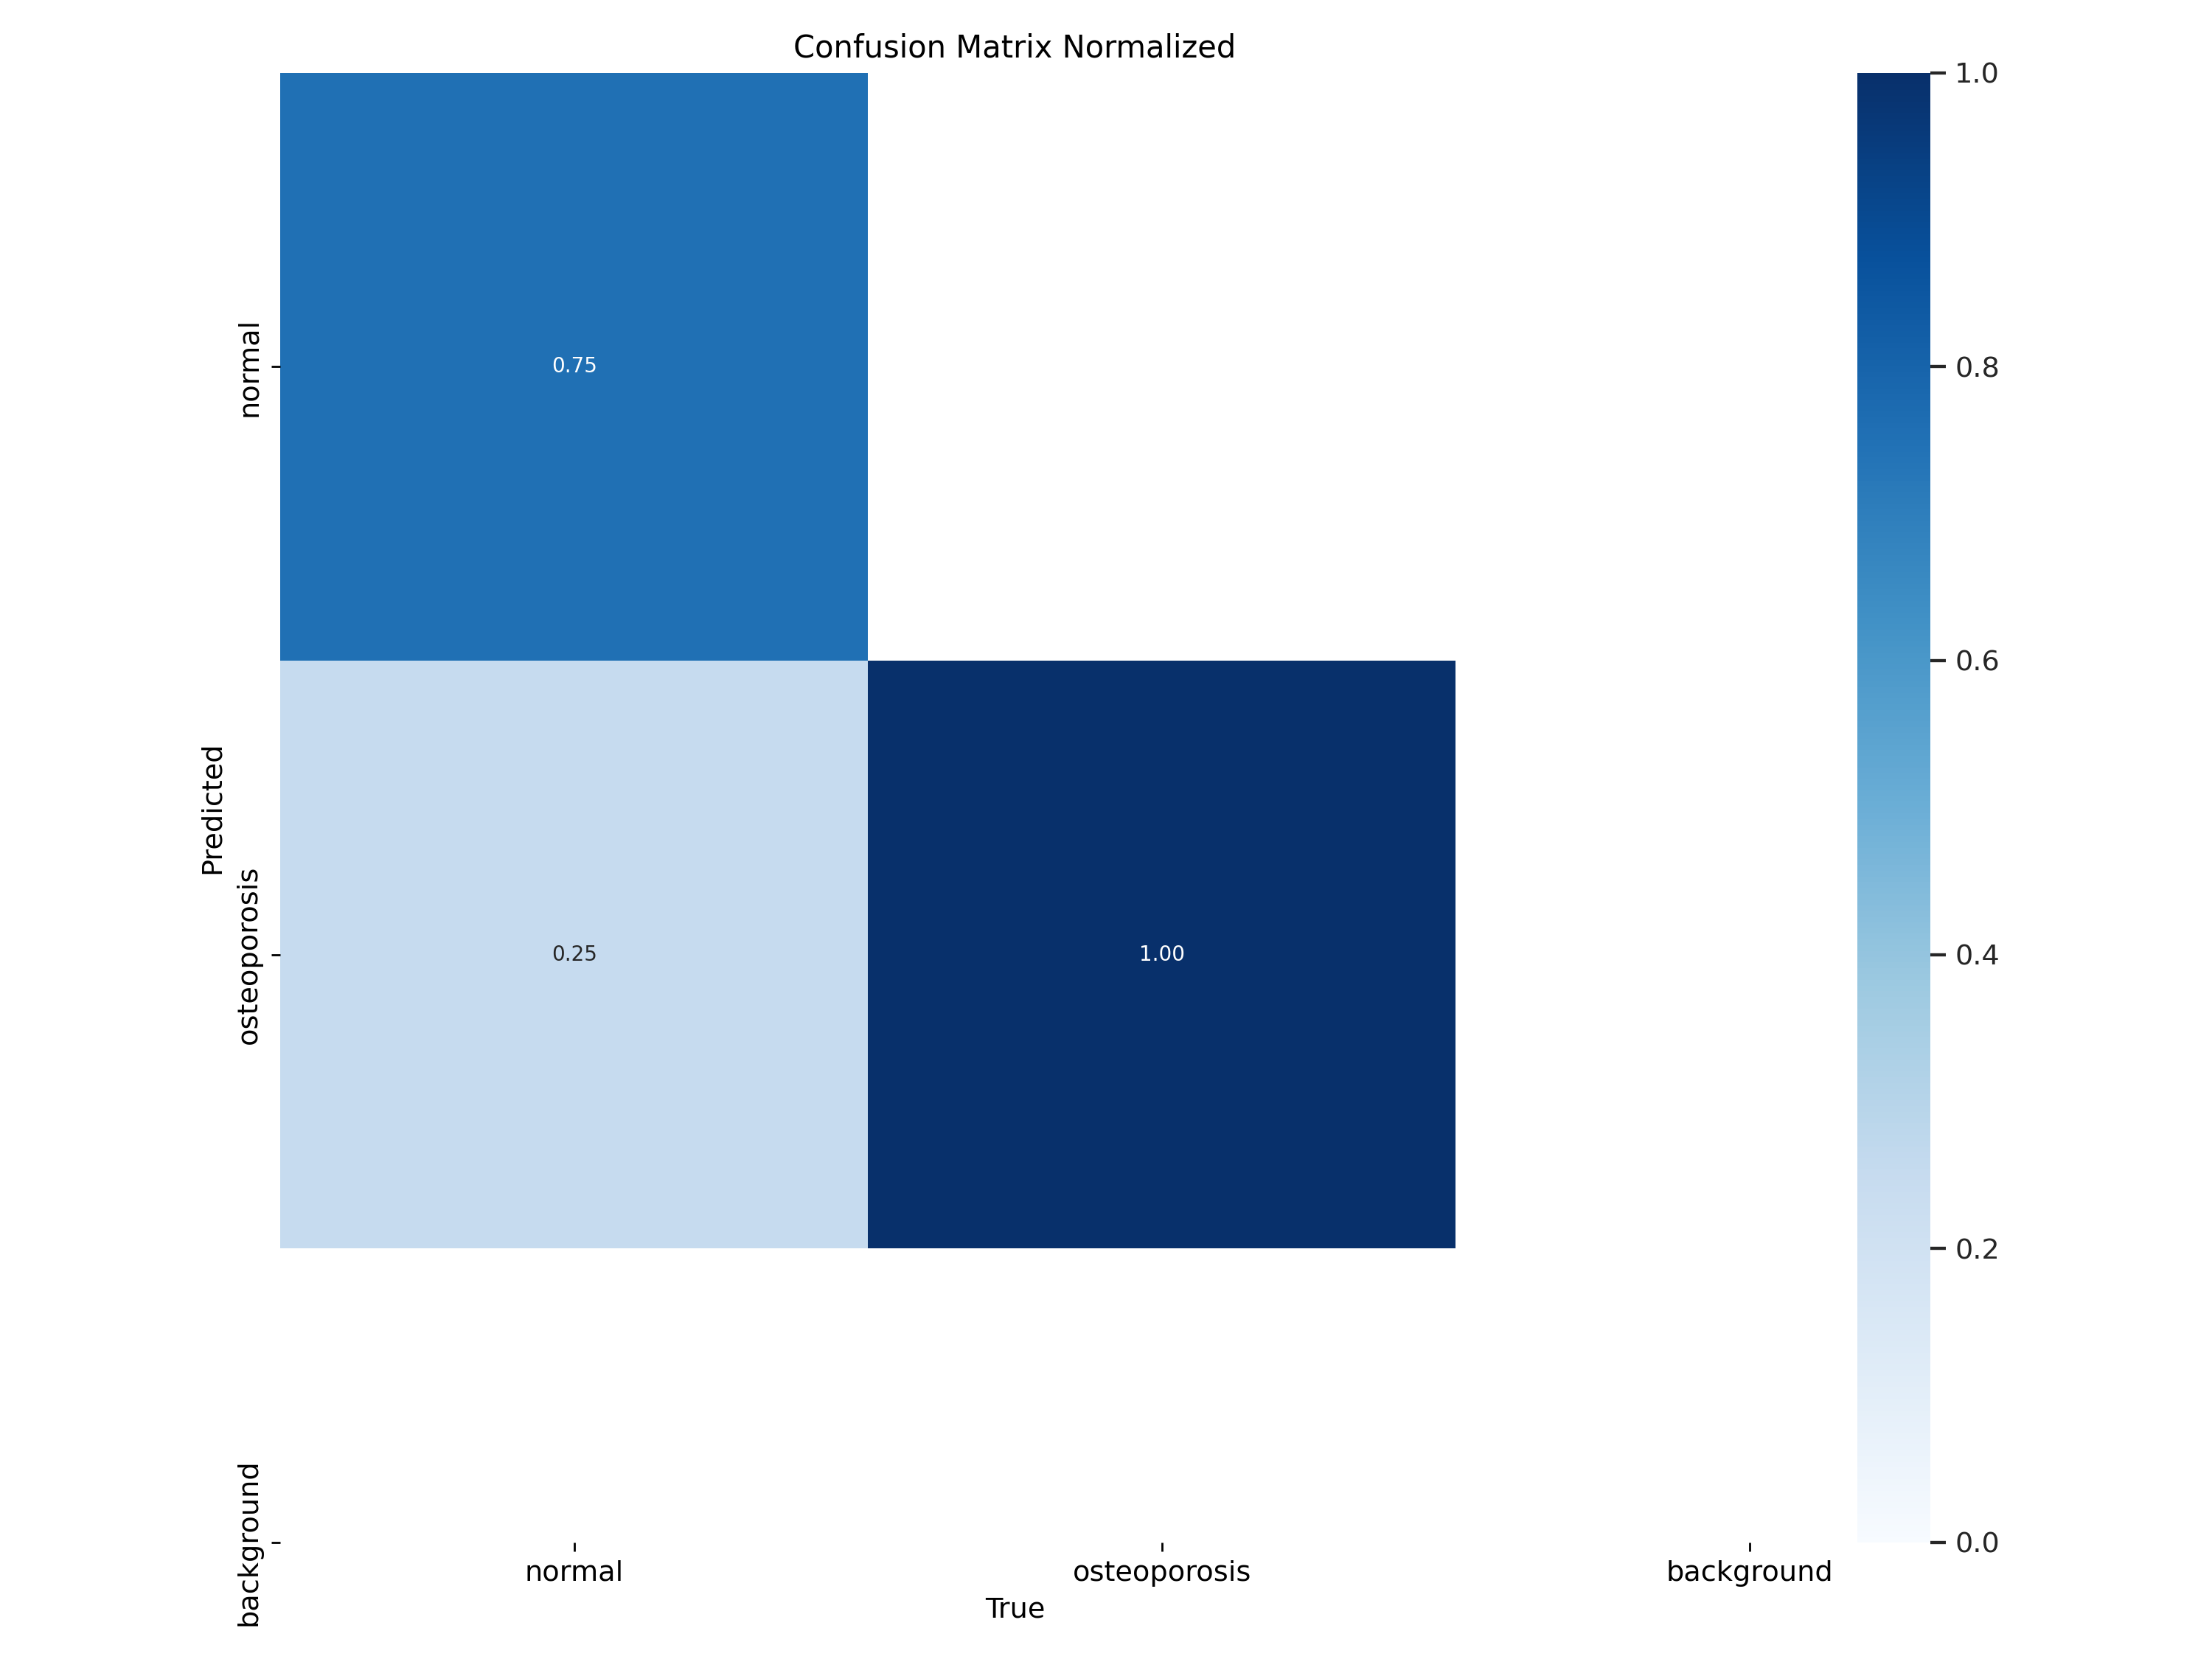 Confusion Matrix Normalized
normal
0.75
osteoporosis
0.25
1.00
background
Predicted
normal
osteoporosis
background
True
1.0
0.8
0.6
0.4
0.2
0.0